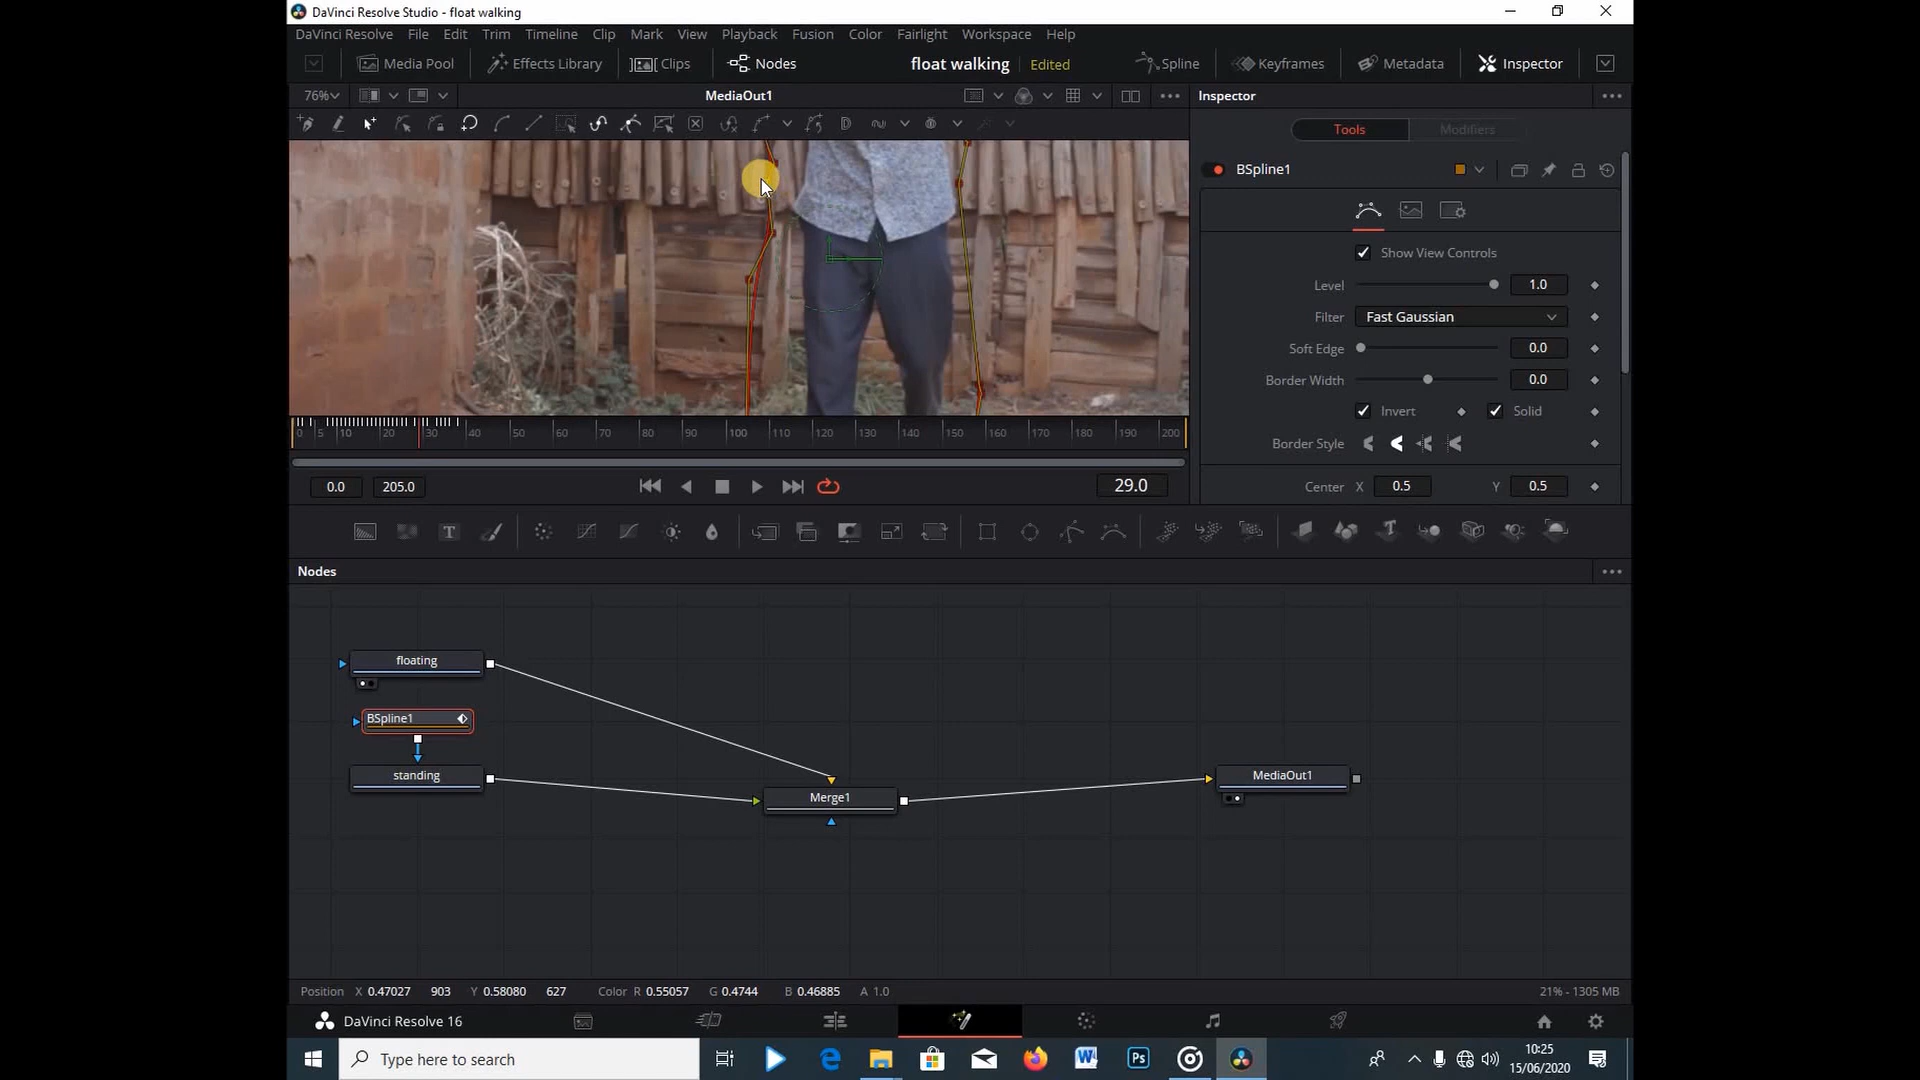 DaVinci Resolve Studio - float walking
DaVinci Resolve File Edit Trim Timeline Clip Mark View Playback Fusion Color Fairlight Workspace Help
Media Pool Effects Library Clips Nodes float walking Edited Spline Keyframes Metadata Inspector
76% MediaOut1 Inspector
Tools Modifiers
BSpline1
Show View Controls
Level 1.0
Filter Fast Gaussian
Soft Edge 0.0
Border Width 0.0
Invert Solid
Border Style
Center X 0.5 Y 0.5
0 5 10 20 30 40 50 60 70 80 90 100 110 120 130 140 150 160 170 180 190 200
0.0 205.0 29.0
Nodes
floating
BSpline1
standing
Merge1
MediaOut1
Position X 0.47027 903 Y 0.58080 627 Color R 0.55057 G 0.4744 B 0.46885 A 1.0 21% - 1305 MB
DaVinci Resolve 16
Type here to search
10:25
15/06/2020